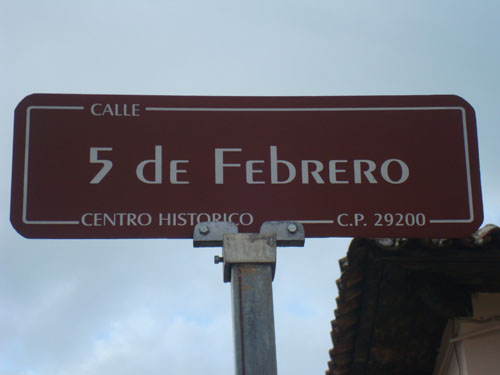 CALLE
5 de Febrero
CENTRO HISTORICO C.P. 29200